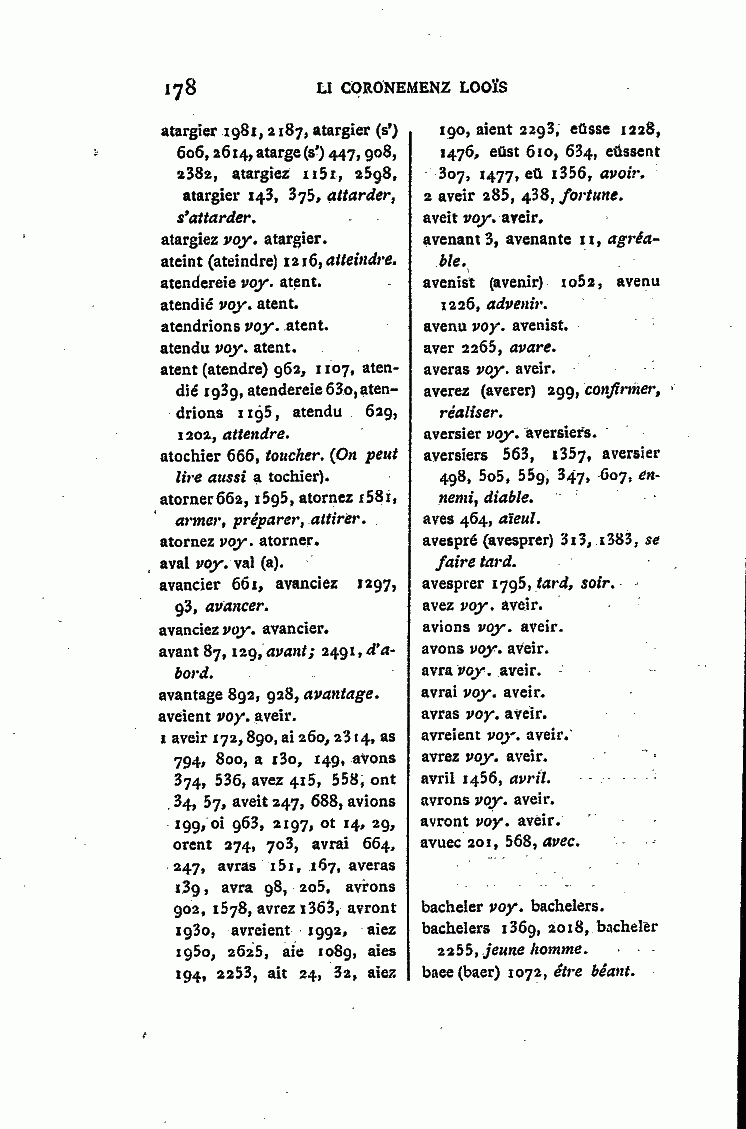 178 LI CORONEMENZ LOOÏS
atargier 1981, 2187, atargier (s')
606, 2614, atarge (s') 447, 908,
2382, atargiez 1151, 2598,
atargier 143, 375, attarder,
s'attarder.
atargiez voy. atargier.
ateint (ateindre) 1216, atteindre.
atendereie voy. atent.
atendié voy. atent.
atendrions voy. atent.
atendu voy. atent.
atent (atendre) 962, 1107, aten-
dié 1939, atendereie 630, aten-
drions 1195, atendu 629,
1202, attendre.
atochier 666, toucher. (On peut
lire aussi a tochier).
atorner 662, 1595, atornez 1581,
armer, préparer, attirer.
atornez voy. atorner.
aval voy. val (a).
avancier 661, avanciez 1297,
93, avancer.
avanciez voy. avancier.
avant 87, 129, avant; 2491, d'a-
bord.
avantage 892, 928, avantage.
aveient voy. aveir.
1 aveir 172, 890, ai 260, 2314, as
794, 800, a 130, 149, avons
374, 536, avez 415, 558, ont
34, 57, aveit 247, 688, avions
199, oi 963, 2197, ot 14, 29,
orent 274, 703, avrai 664,
247, avras 151, 167, averas
139, avra 98, 205, avrons
902, 1578, avrez 1363, avront
1930, avreient 1992, aiez
1950, 2625, aie 1089, aies
194, 2253, ait 24, 32, aiez
190, aient 2293, eüsse 1228,
1476, eüst 610, 634, eüssent
307, 1477, eü 1356, avoir.
2 aveir 285, 438, fortune.
aveit voy. aveir.
avenant 3, avenante 11, agréa-
ble.
avenist (avenir) 1052, avenu
1226, advenir.
avenu voy. avenist.
aver 2265, avare.
averas voy. aveir.
averez (averer) 299, confirmer,
réaliser.
aversier voy. aversiers.
aversiers 563, 1357, aversier
498, 505, 559, 347, 607, en-
nemi, diable.
aves 464, aïeul.
avespré (avesprer) 313, 1383, se
faire tard.
avesprer 1795, tard, soir.
avez voy. aveir.
avions voy. aveir.
avons voy. aveir.
avra voy. aveir.
avrai voy. aveir.
avras voy. aveir.
avreient voy. aveir.
avrez voy. aveir.
avril 1456, avril.
avrons voy. aveir.
avront voy. aveir.
avuec 201, 568, avec.
bacheler voy. bachelers.
bachelers 1369, 2018, bacheler
2255, jeune homme.
baee (baer) 1072, être béant.